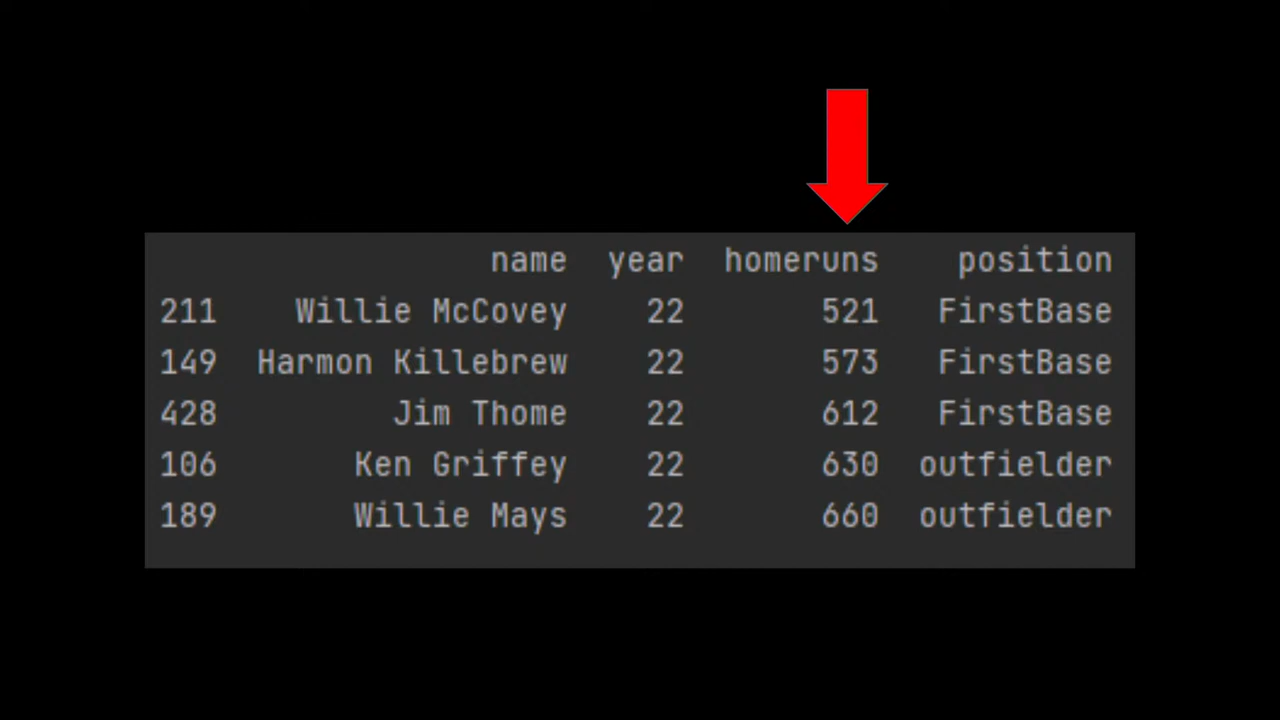 name year homeruns position
211 Willie McCovey 22 521 FirstBase
149 Harmon Killebrew 22 573 FirstBase
428 Jim Thome 22 612 FirstBase
106 Ken Griffey 22 630 outfielder
189 Willie Mays 22 660 outfielder